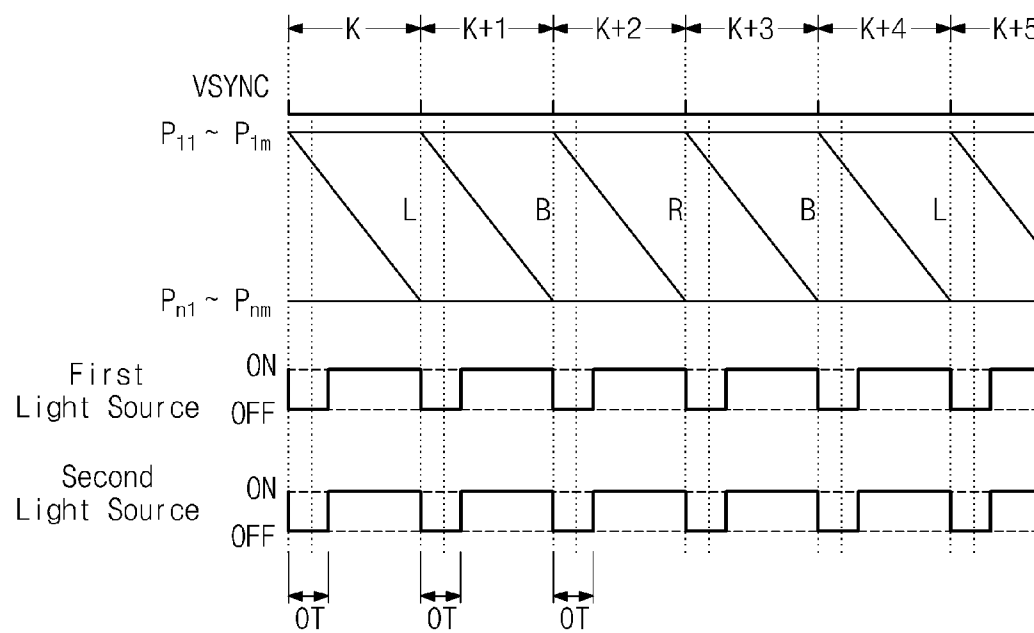 K K+1 K+2 K+3 K+4 K+5
VSYNC
P11 ~ P1m
L B R B L
Pn1 ~ Pnm
First
Light Source
ON
OFF
Second
Light Source
ON
OFF
OT OT OT